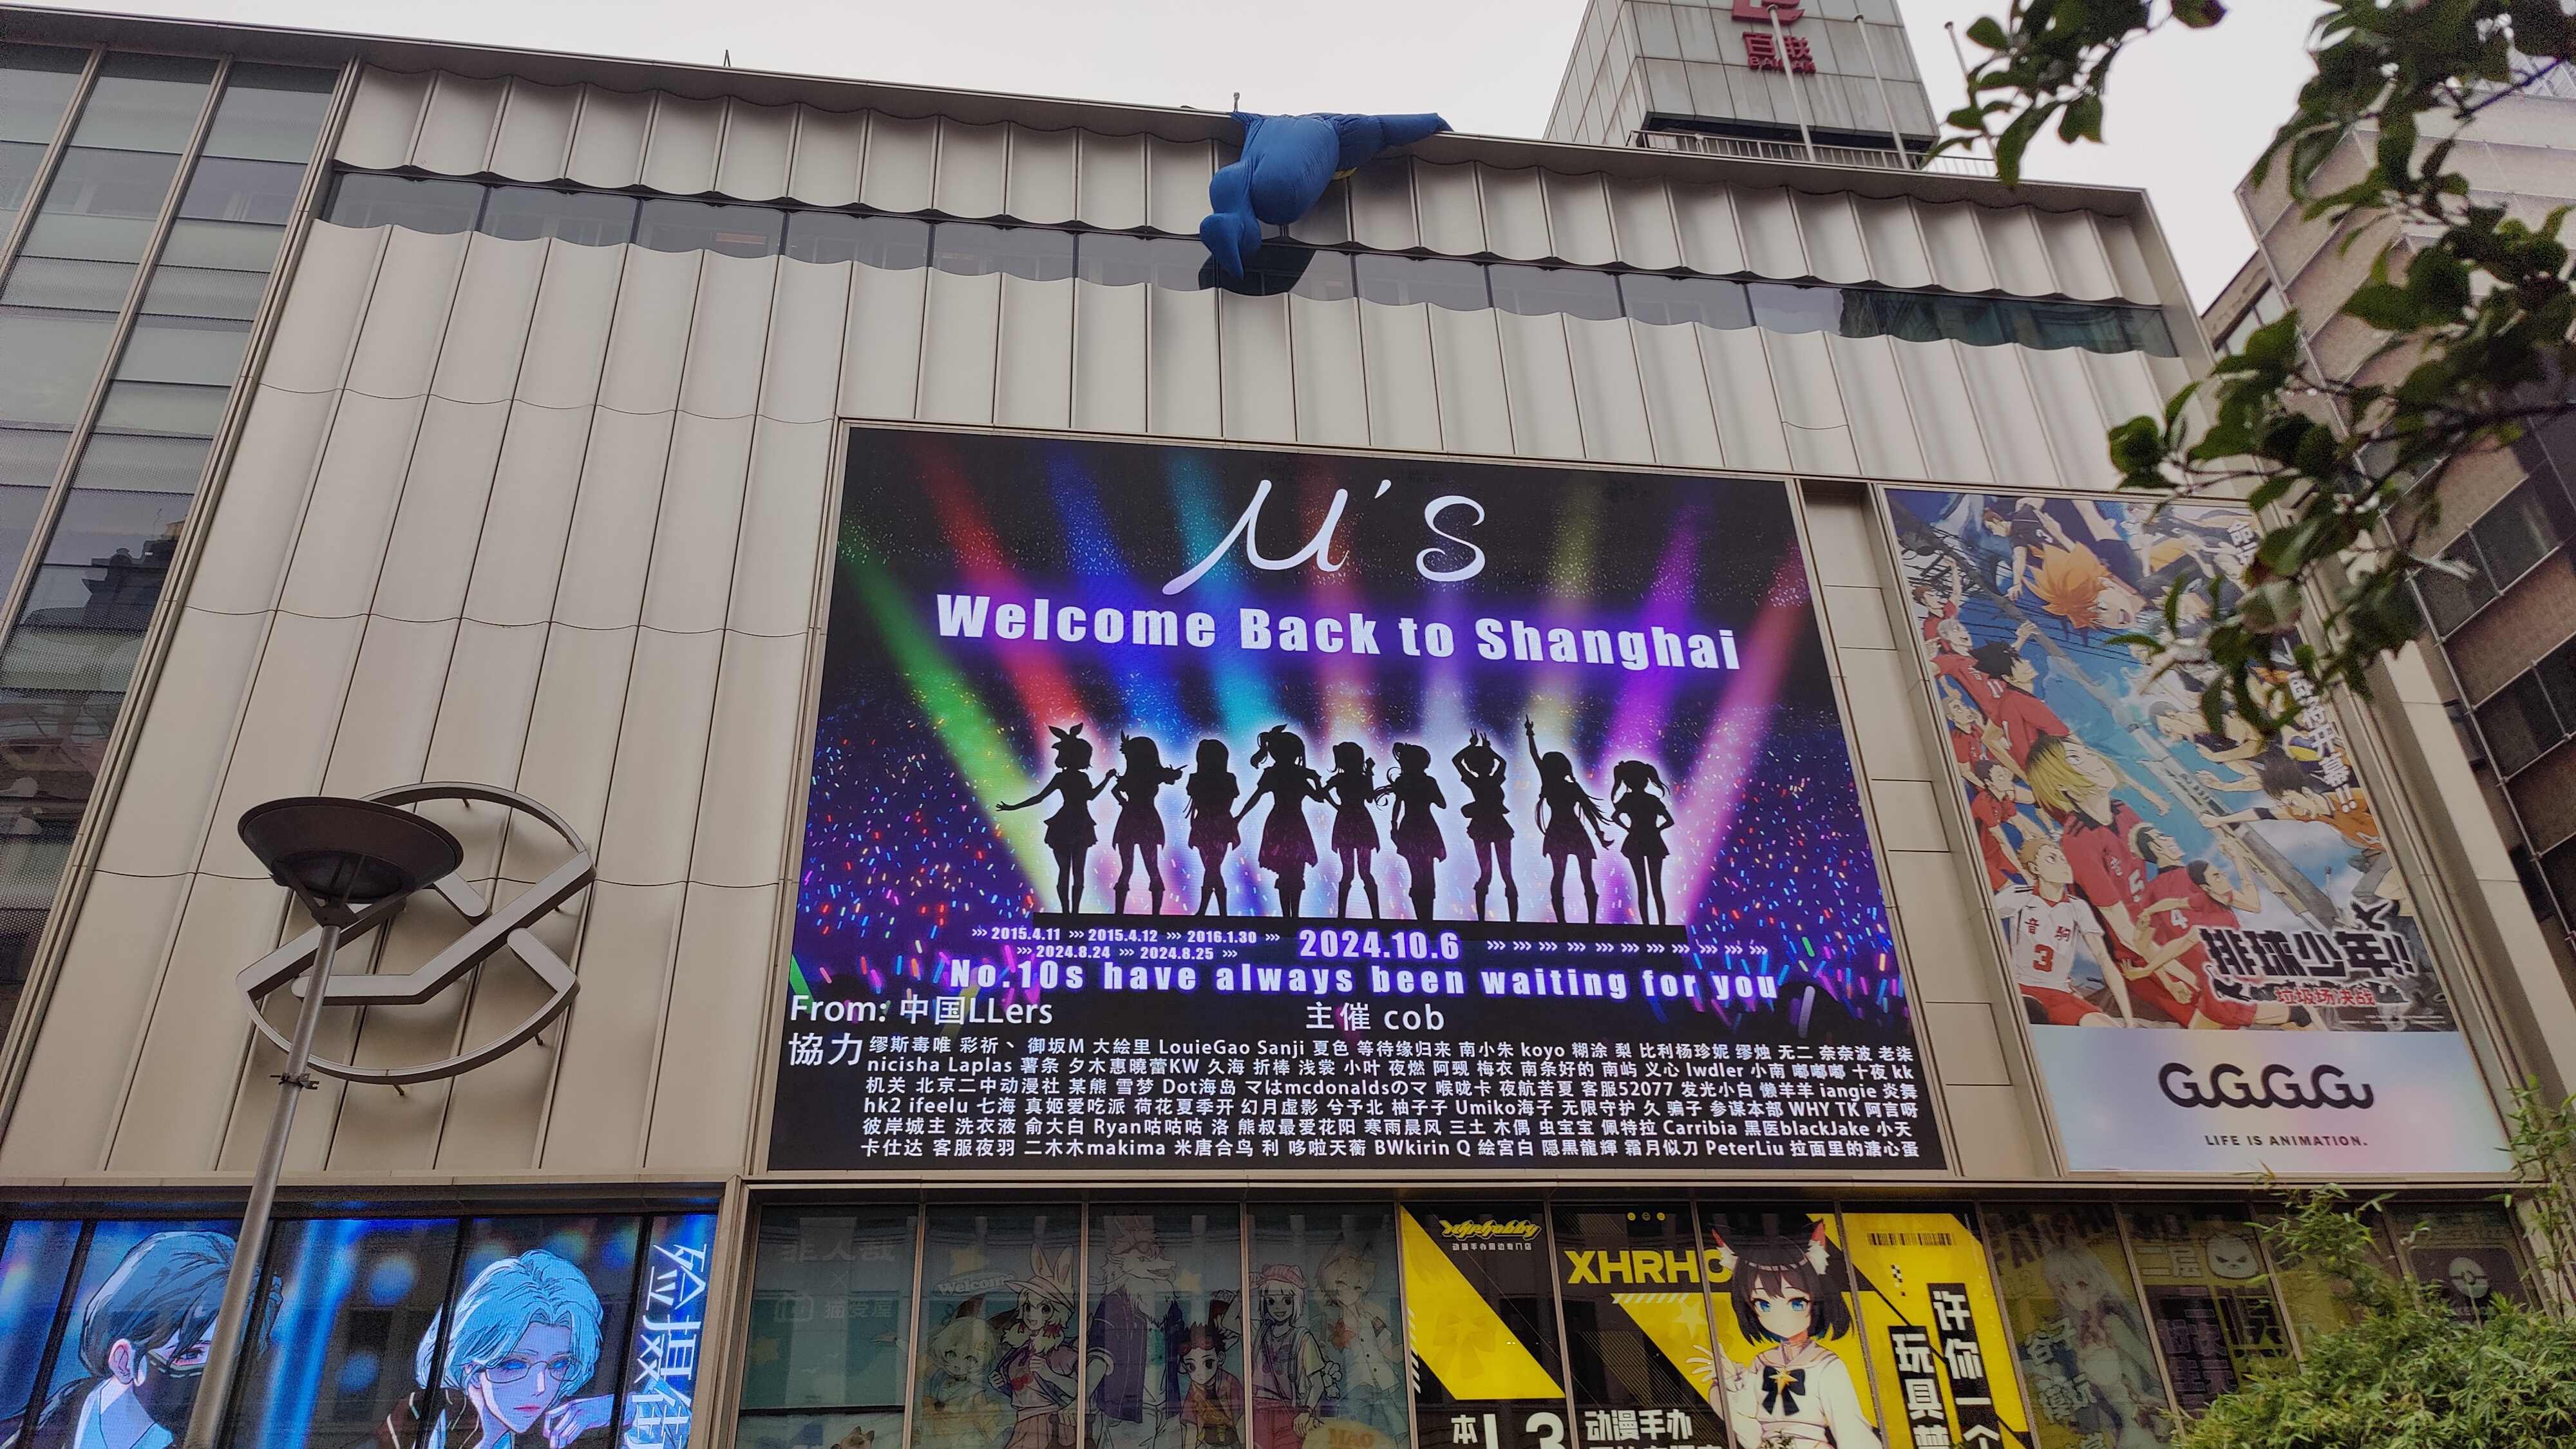 百联
BAILIAN
μ's
Welcome Back to Shanghai
››› 2015.4.11 ››› 2015.4.12 ››› 2016.1.30 ›››
››› 2024.8.24 ››› 2024.8.25 ›››
2024.10.6
No.10s have always been waiting for you
From: 中国LLers
主催 cob
協力
缪斯毒唯 彩祈丶 御坂M 大絵里 LouieGao Sanji 夏色 等待缘归来 南小朱 koyo 糊涂 梨 比利杨珍妮 缪烛 无二 奈奈波 老柒
nicisha Laplas 薯条 夕木惠曉蕾KW 久海 折棒 浅裳 小叶 夜燃 阿觋 梅衣 南条好的 南屿 义心 lwdler 小南 嘟嘟嘟 十夜 kk
机关 北京二中动漫社 某熊 雪梦 Dot海岛 マはmcdonaldsのマ 喉咙卡 夜航苦夏 客服52077 发光小白 懒羊羊 iangie 炎舞
hk2 ifeelu 七海 真姬爱吃派 荷花夏季开 幻月虚影 兮予北 柚子子 Umiko海子 无限守护 久 骗子 参谋本部 WHY TK 阿言呀
彼岸城主 洗衣液 俞大白 Ryan咕咕咕 洛 熊叔最爱花阳 寒雨晨风 三土 木偶 虫宝宝 佩特拉 Carribia 黑医blackJake 小天
卡仕达 客服夜羽 二木木makima 米唐合鸟 利 哆啦天蘅 BWkirin Q 絵宮白 隠黒龍輝 霜月似刀 PeterLiu 拉面里的溏心蛋
音驹
3
4
排球少年!!
垃圾场决战
GuGuGuGu
LIFE IS ANIMATION.
非人哉
Welcome
XHRHO
许你一个
玩具
本L3
动漫手办